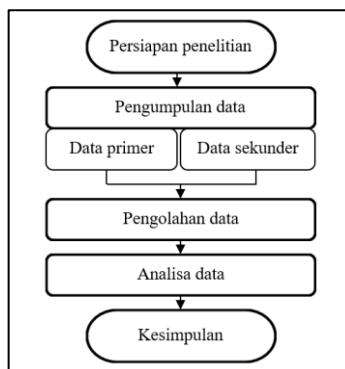 Persiapan penelitian
Pengumpulan data
Data primer
Data sekunder
Pengolahan data
Analisa data
Kesimpulan